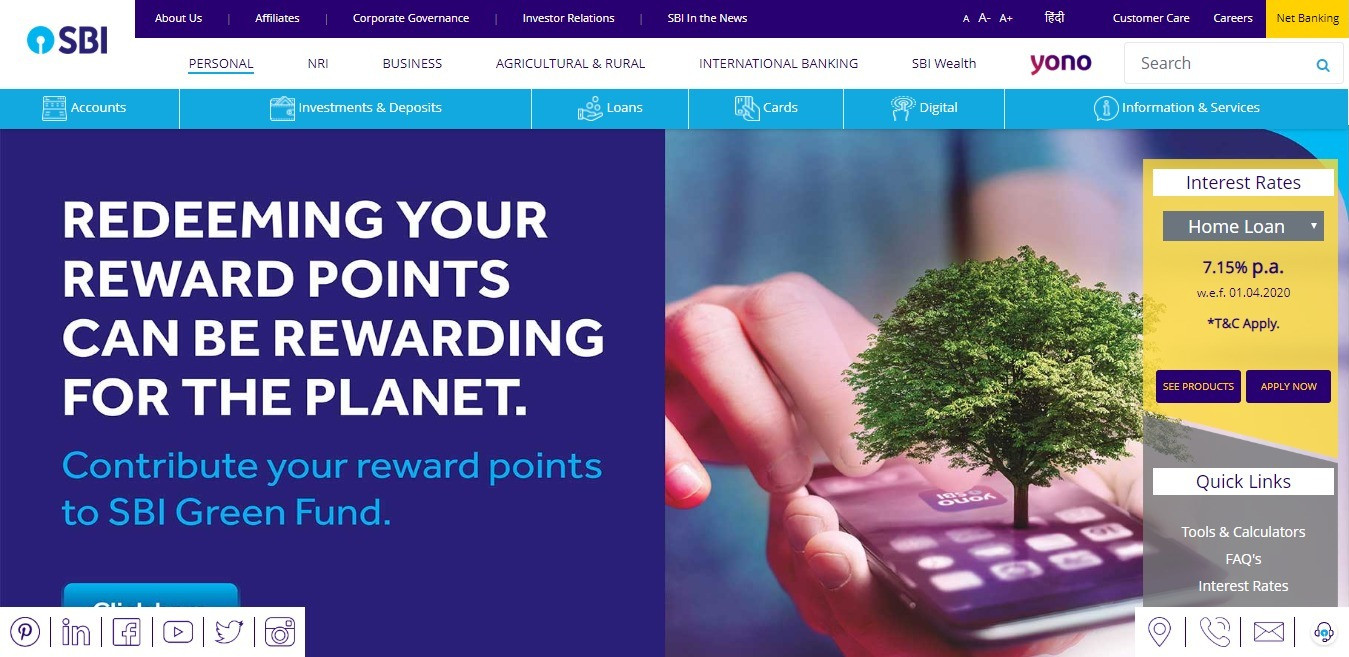 SBI
About Us | Affiliates | Corporate Governance | Investor Relations | SBI In the News
A A- A+ हिंदी Customer Care Careers Net Banking
PERSONAL NRI BUSINESS AGRICULTURAL & RURAL INTERNATIONAL BANKING SBI Wealth yono Search
Accounts Investments & Deposits Loans Cards Digital Information & Services
REDEEMING YOUR
REWARD POINTS
CAN BE REWARDING
FOR THE PLANET.
Contribute your reward points
to SBI Green Fund.
yono
SBI
Interest Rates
Home Loan
7.15% p.a.
w.e.f. 01.04.2020
*T&C Apply.
SEE PRODUCTS APPLY NOW
Quick Links
Tools & Calculators
FAQ's
Interest Rates